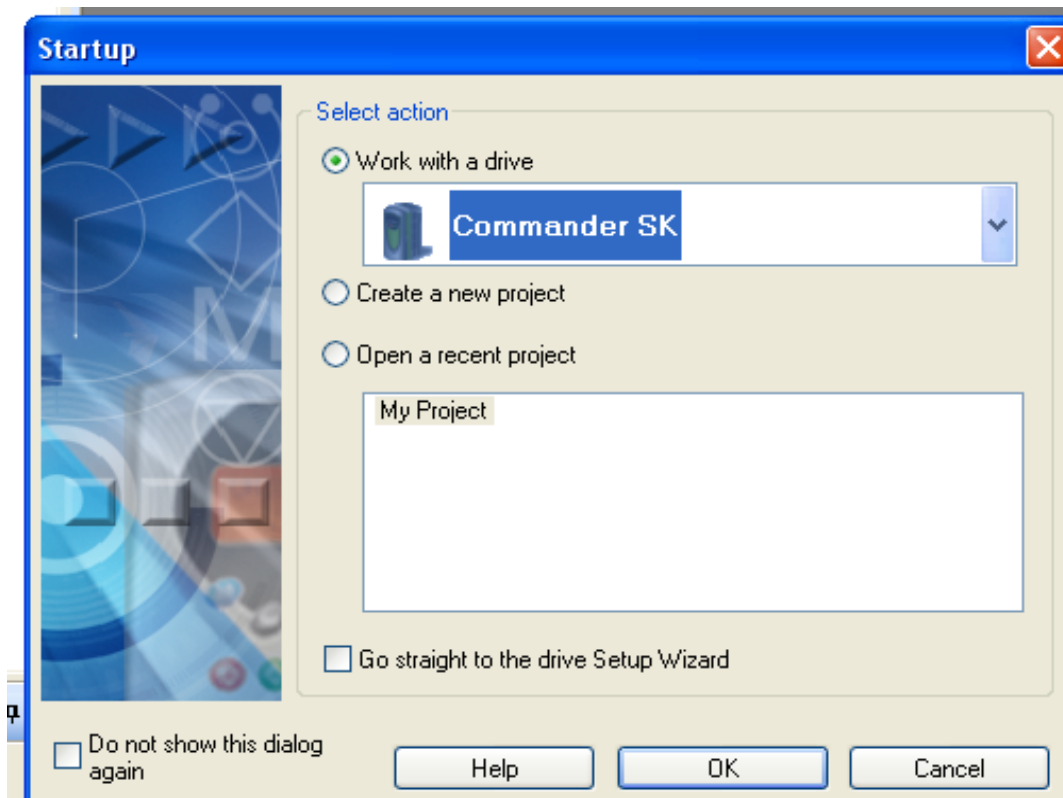 Startup
Select action
Work with a drive
Commander SK
Create a new project
Open a recent project
My Project
Go straight to the drive Setup Wizard
Do not show this dialog
again
Help
OK
Cancel